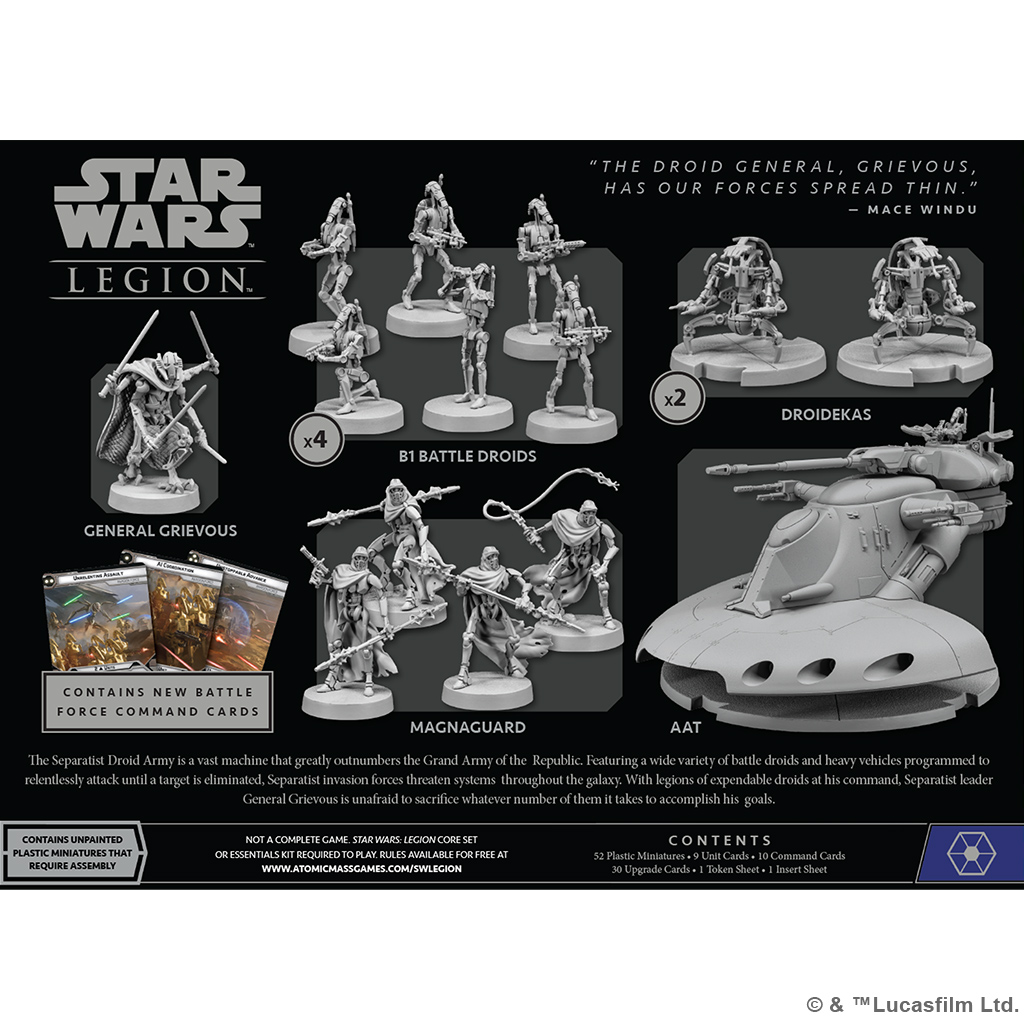 STAR WARS™
LEGION™
“THE DROID GENERAL, GRIEVOUS,
HAS OUR FORCES SPREAD THIN.”
— MACE WINDU
GENERAL GRIEVOUS
x4
B1 BATTLE DROIDS
x2
DROIDEKAS
UNRELENTING ASSAULT
AI COORDINATION
UNSTOPPABLE ADVANCE
CONTAINS NEW BATTLE
FORCE COMMAND CARDS
MAGNAGUARD
AAT
The Separatist Droid Army is a vast machine that greatly outnumbers the Grand Army of the Republic. Featuring a wide variety of battle droids and heavy vehicles programmed to
relentlessly attack until a target is eliminated, Separatist invasion forces threaten systems throughout the galaxy. With legions of expendable droids at his command, Separatist leader
General Grievous is unafraid to sacrifice whatever number of them it takes to accomplish his goals.
CONTAINS UNPAINTED
PLASTIC MINIATURES THAT
REQUIRE ASSEMBLY
NOT A COMPLETE GAME. STAR WARS: LEGION CORE SET
OR ESSENTIALS KIT REQUIRED TO PLAY. RULES AVAILABLE FOR FREE AT
WWW.ATOMICMASSGAMES.COM/SWLEGION
CONTENTS
52 Plastic Miniatures • 9 Unit Cards • 10 Command Cards
30 Upgrade Cards • 1 Token Sheet • 1 Insert Sheet
© & ™Lucasfilm Ltd.